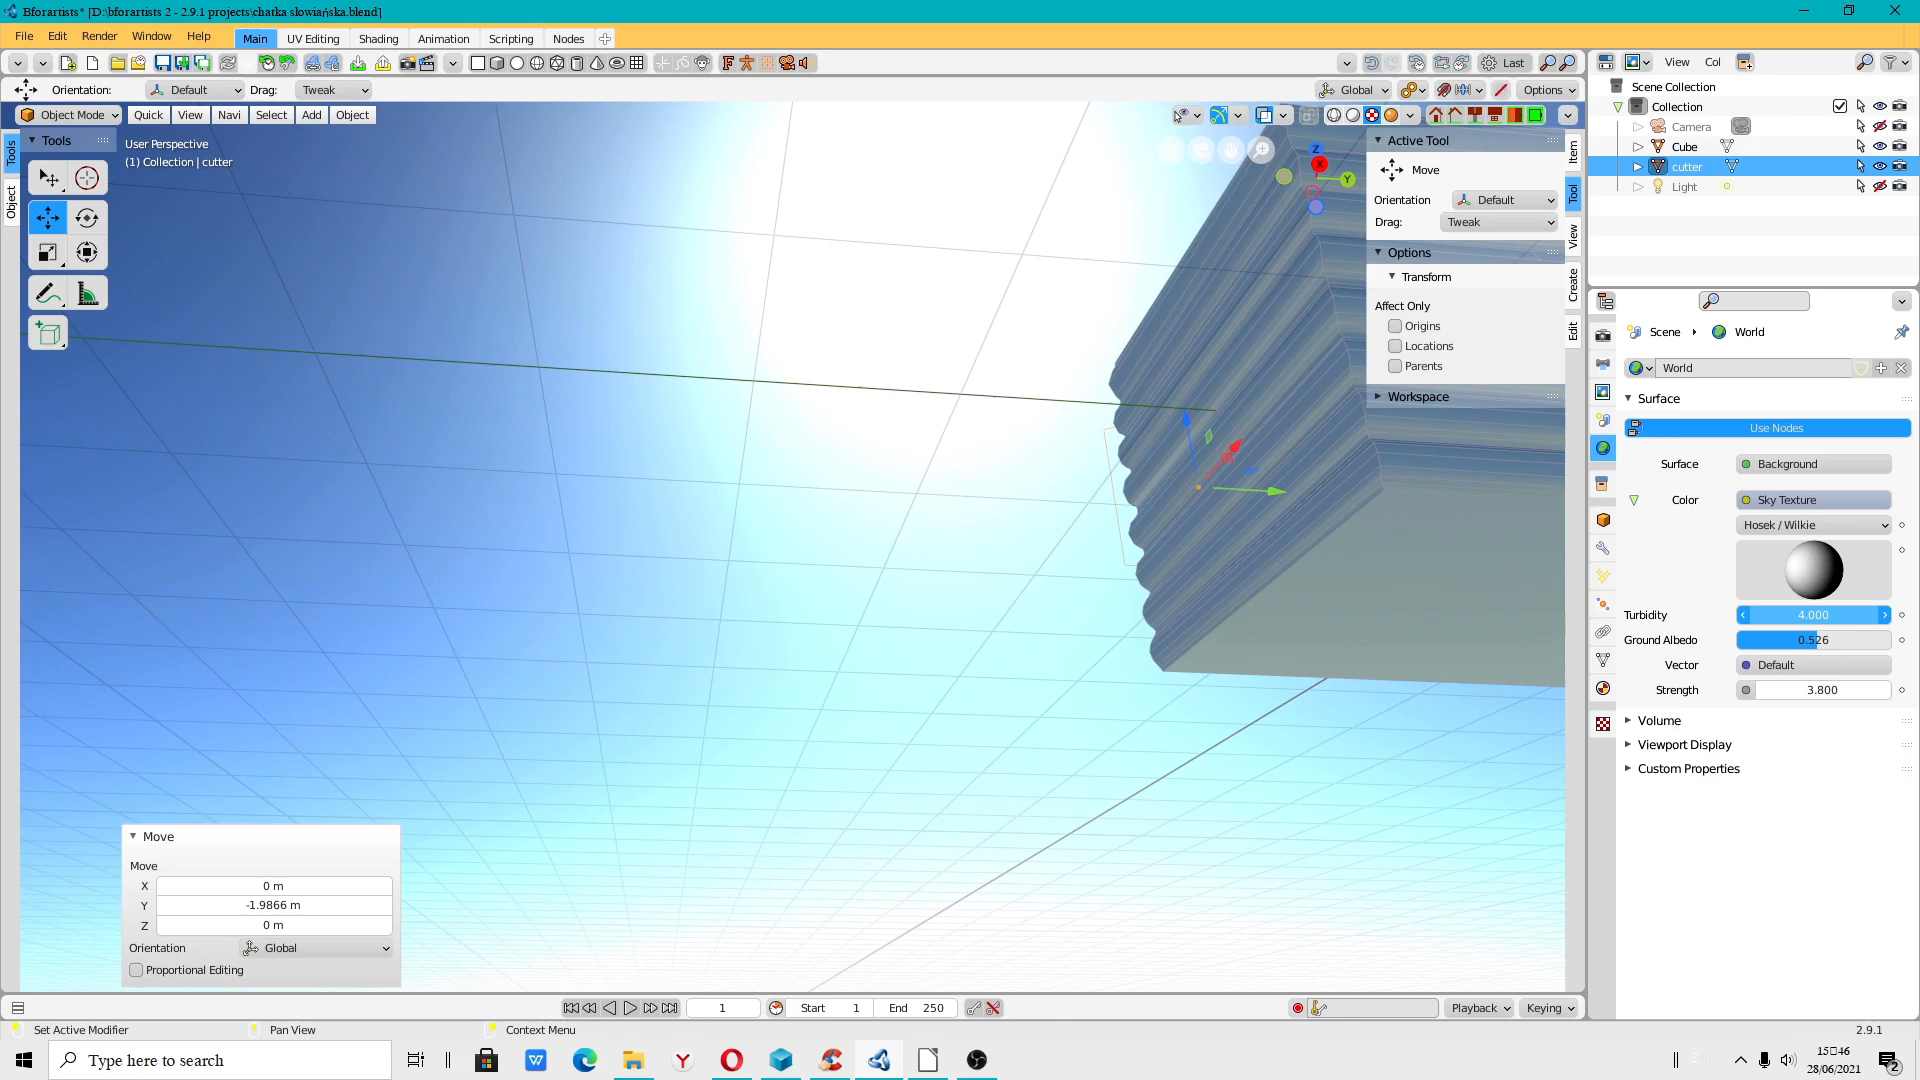 Bforartists* [D:\bforartists 2 - 2.9.1 projects\chatka słowiańska.blend]
File Edit Render Window Help Main UV Editing Shading Animation Scripting Nodes
Last
View Col
Orientation: Default Drag: Tweak Global Options
Scene Collection
Object Mode Quick View Navi Select Add Object
Collection
Camera
Cube
cutter
Light
Tools
Tools
Object
User Perspective
(1) Collection | cutter
Z
X
Y
Active Tool
Move
Orientation Default
Drag: Tweak
Options
Transform
Affect Only
Origins
Locations
Parents
Workspace
Item
Tool
View
Create
Edit
Scene World
World
Surface
Use Nodes
Surface Background
Color Sky Texture
Hosek / Wilkie
Turbidity 4.000
Ground Albedo 0.526
Vector Default
Strength 3.800
Volume
Viewport Display
Custom Properties
Move
Move
X 0 m
Y -1.9866 m
Z 0 m
Orientation Global
Proportional Editing
1 Start 1 End 250 Playback Keying
Set Active Modifier Pan View Context Menu 2.9.1
Type here to search
15:46
28/06/2021
2